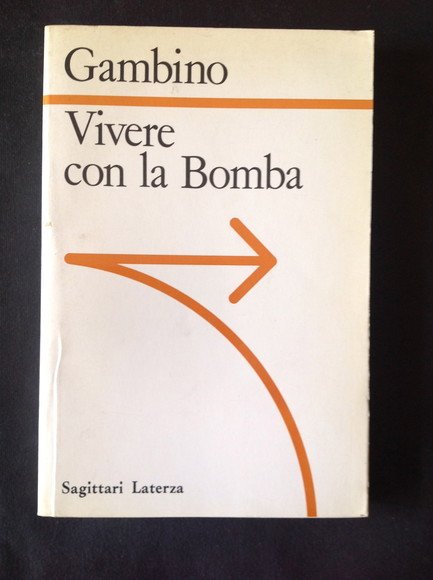 Gambino
Vivere
con la Bomba
Sagittari Laterza